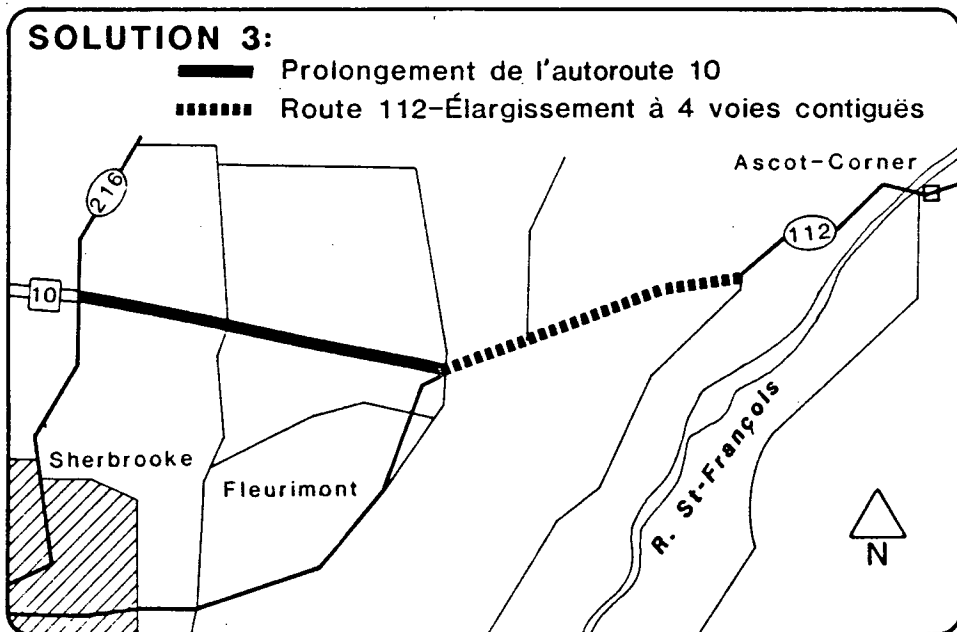 SOLUTION 3:
Prolongement de l'autoroute 10
Route 112-Élargissement à 4 voies contiguës
Ascot-Corner
216
112
10
Sherbrooke
Fleurimont
R. St-François
N